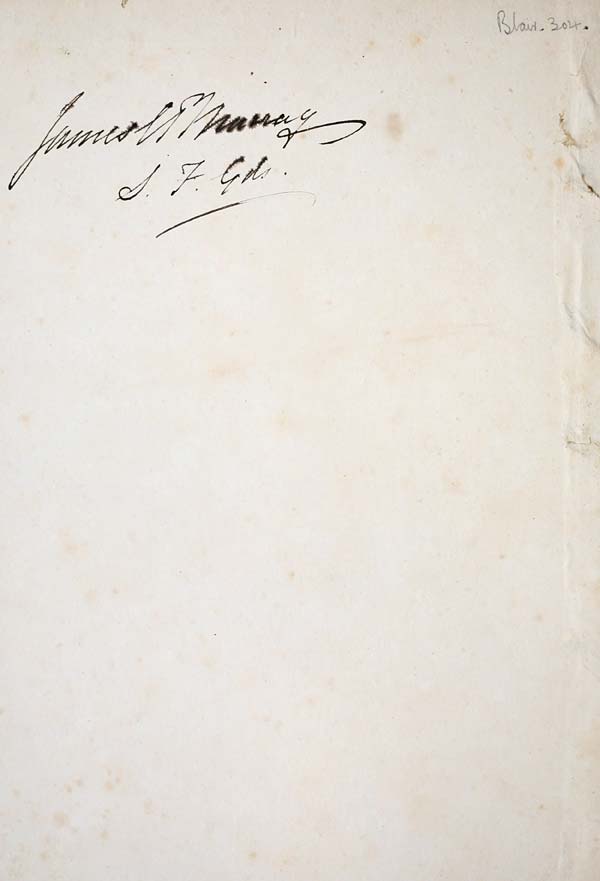 Blair. 304.
James C P Murray
S. F. Gds.